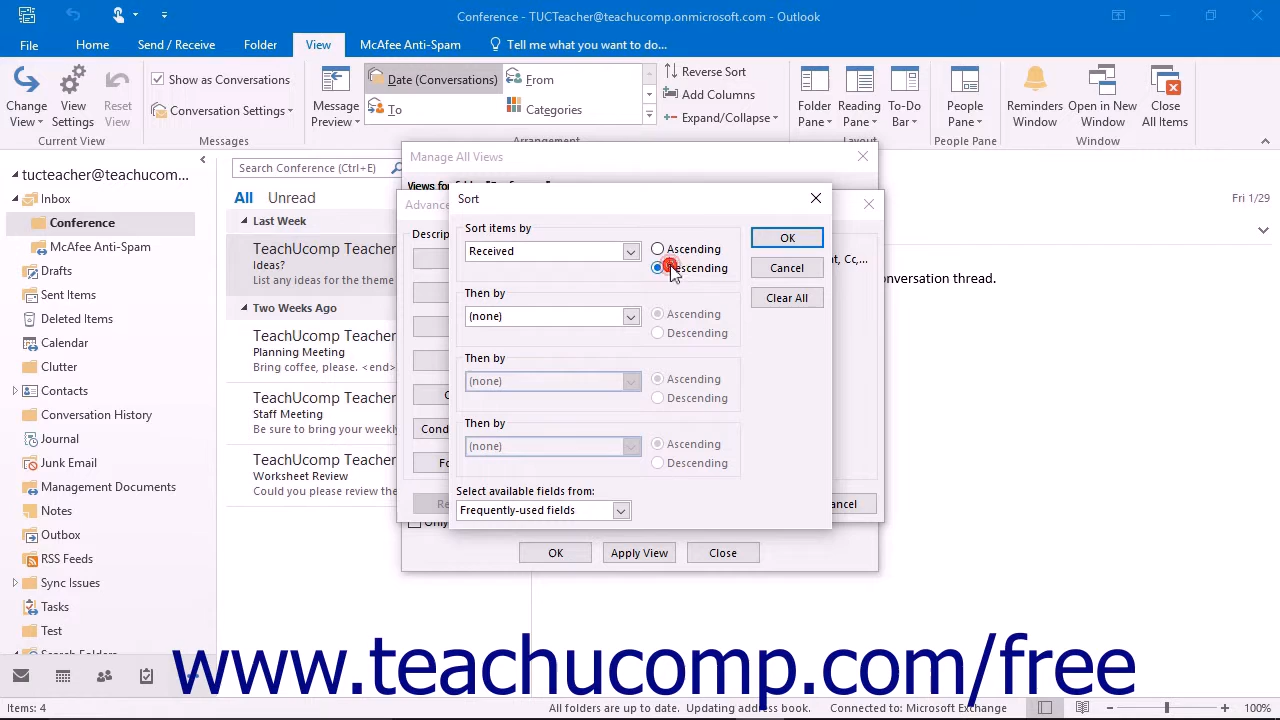 Conference - TUCTeacher@teachucomp.onmicrosoft.com - Outlook
File Home Send / Receive Folder View McAfee Anti-Spam Tell me what you want to do...
Change View View Settings Reset View
Current View
Show as Conversations
Conversation Settings
Messages
Message Preview
Date (Conversations) From
To Categories
Arrangement
Reverse Sort
Add Columns
Expand/Collapse
Folder Pane Reading Pane To-Do Bar
Layout
People Pane
People Pane
Reminders Window Open in New Window Close All Items
Window
tucteacher@teachucom...
Inbox
Conference
McAfee Anti-Spam
Drafts
Sent Items
Deleted Items
Calendar
Clutter
Contacts
Conversation History
Journal
Junk Email
Management Documents
Notes
Outbox
RSS Feeds
Sync Issues
Tasks
Test
Search Folders
Search Conference (Ctrl+E)
All Unread
Last Week
TeachUcomp Teacher
Ideas?
Any ideas for the theme
Two Weeks Ago
TeachUcomp Teacher
Planning Meeting
Bring coffee, please. <end>
TeachUcomp Teacher
Staff Meeting
Be sure to bring your weekly
TeachUcomp Teacher
Worksheet Review
Could you please review the
Manage All Views
Views for folder
Sort
Sort items by
Received
Ascending
Descending
Then by
(none)
Ascending
Descending
Then by
(none)
Ascending
Descending
Then by
(none)
Ascending
Descending
Select available fields from:
Frequently-used fields
OK
Cancel
Clear All
Fri 1/29
onversation thread.
OK Apply View Close
www.teachucomp.com/free
Items: 4 All folders are up to date. Updating address book. Connected to: Microsoft Exchange 100%